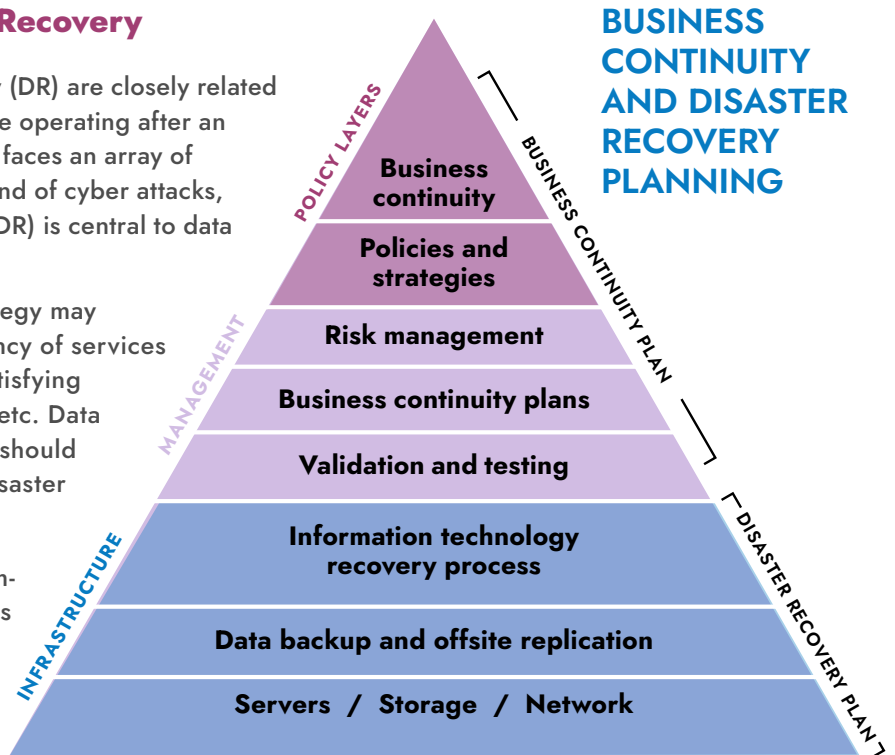 Recovery
(DR) are closely related
e operating after an
faces an array of
nd of cyber attacks,
DR) is central to data
egy may
ncy of services
tisfying
etc. Data
should
saster
n-
s
BUSINESS
CONTINUITY
AND DISASTER
RECOVERY
PLANNING
POLICY LAYERS
Business
continuity
Policies and
strategies
MANAGEMENT
Risk management
Business continuity plans
Validation and testing
INFRASTRUCTURE
Information technology
recovery process
Data backup and offsite replication
Servers / Storage / Network
BUSINESS CONTINUITY PLAN
DISASTER RECOVERY PLAN